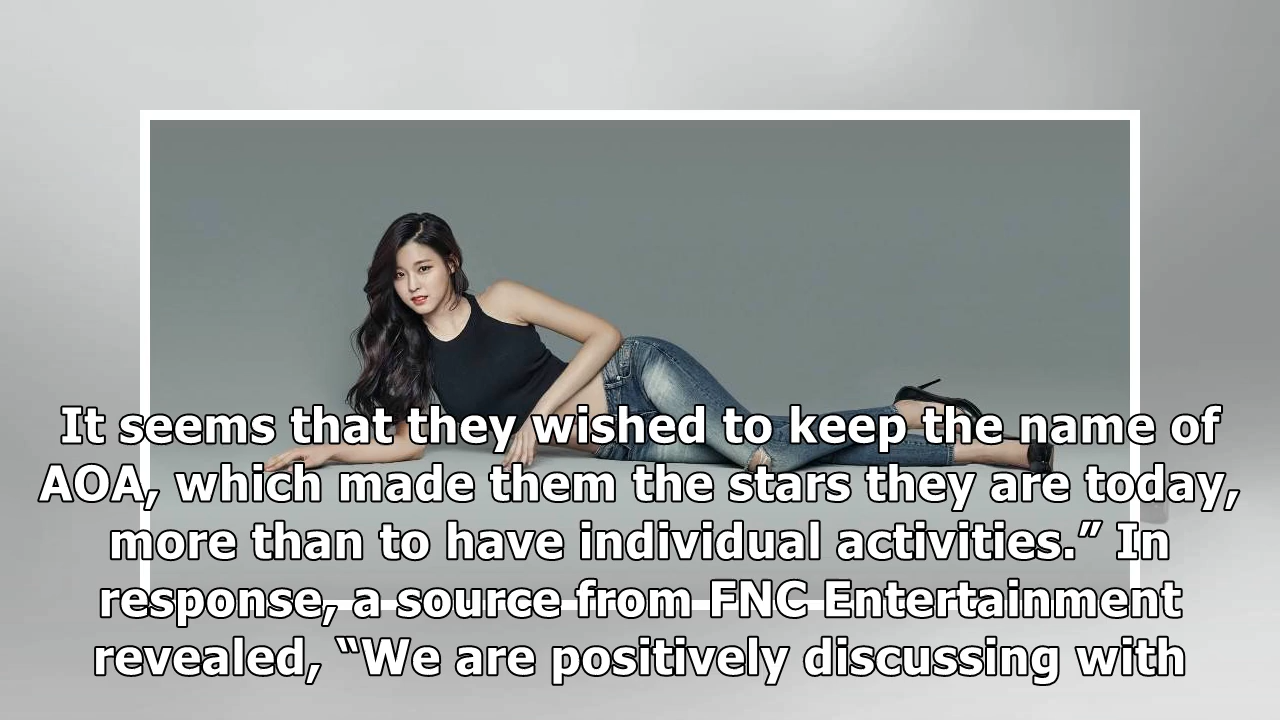 It seems that they wished to keep the name of
AOA, which made them the stars they are today,
more than to have individual activities.” In
response, a source from FNC Entertainment
revealed, “We are positively discussing with